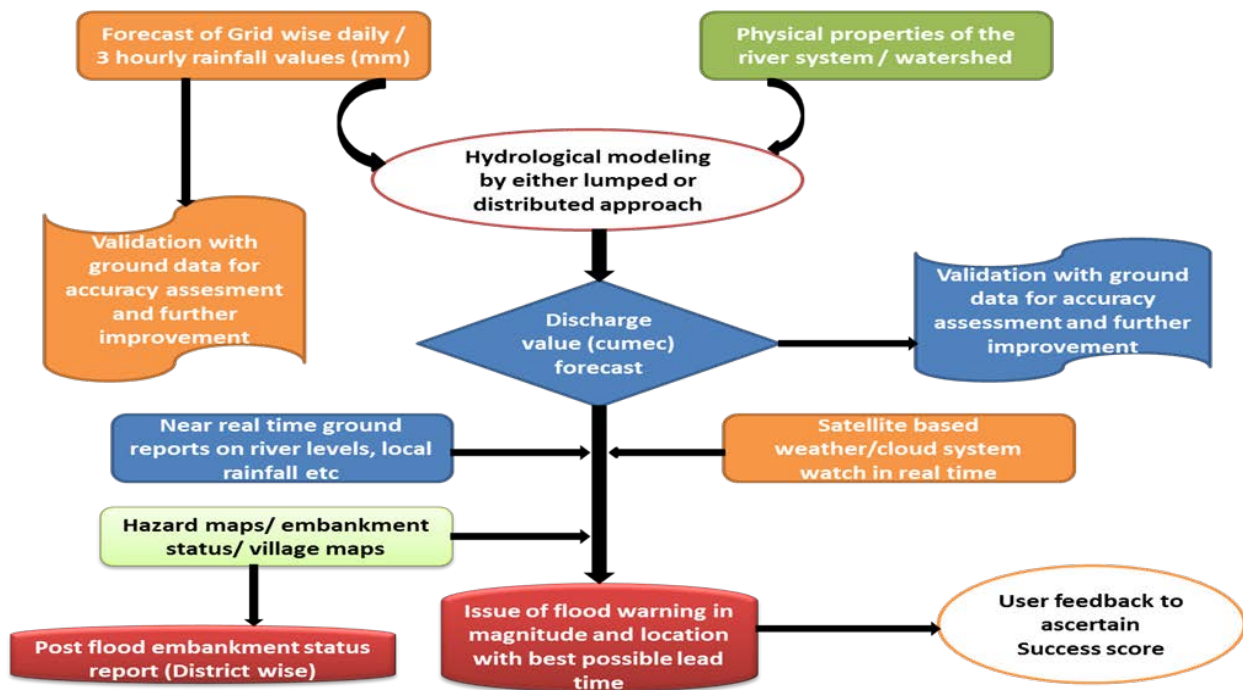 Forecast of Grid wise daily /
3 hourly rainfall values (mm)
Physical properties of the
river system / watershed
Hydrological modeling
by either lumped or
distributed approach
Validation with
ground data for
accuracy assesment
and further
improvement
Discharge
value (cumec)
forecast
Validation with ground
data for accuracy
assessment and further
improvement
Near real time ground
reports on river levels, local
rainfall etc
Satellite based
weather/cloud system
watch in real time
Hazard maps/ embankment
status/ village maps
Post flood embankment status
report (District wise)
Issue of flood warning in
magnitude and location
with best possible lead
time
User feedback to
ascertain
Success score